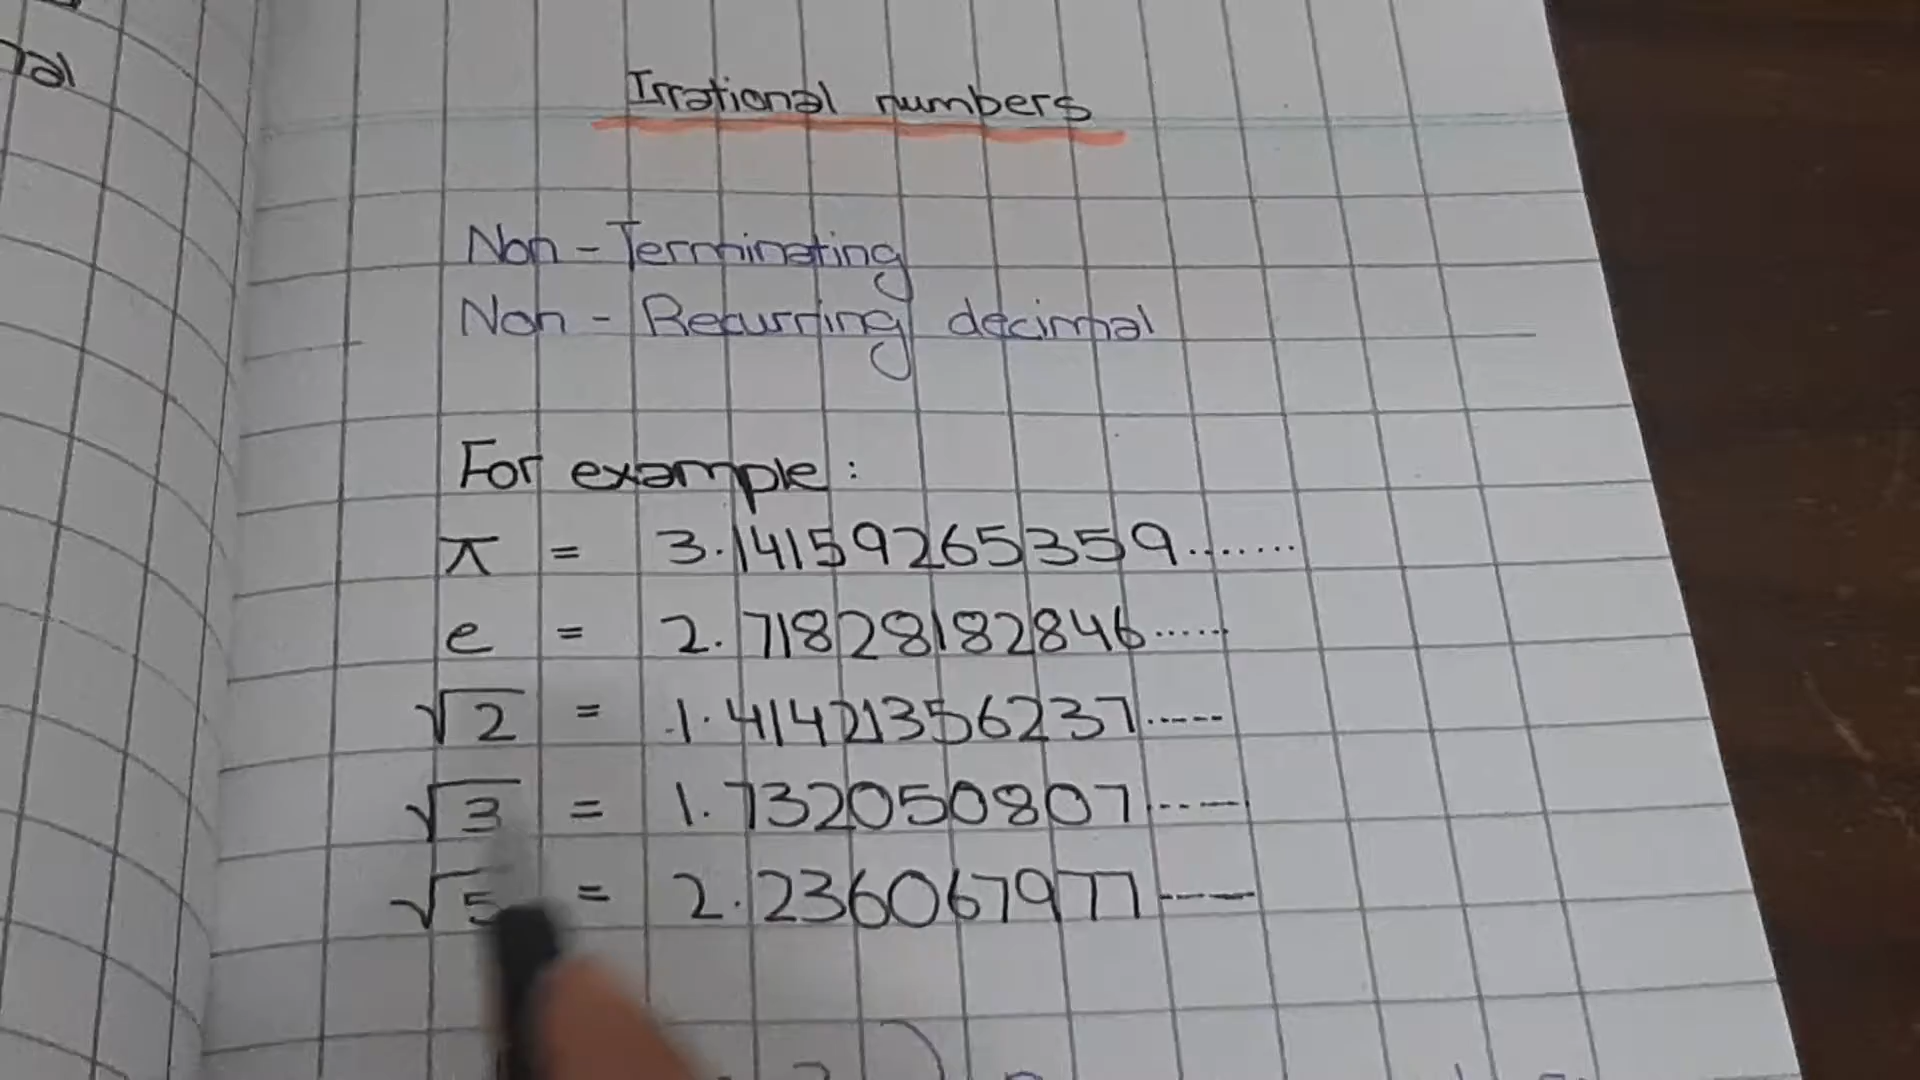 Irrational numbers
Non - Terminating
Non - Recurring decimal
For example :
π = 3.14159265359.......
e = 2.71828182846.....
√2 = 1.41421356237.....
√3 = 1.732050807.....
√5 = 2.236067977-----